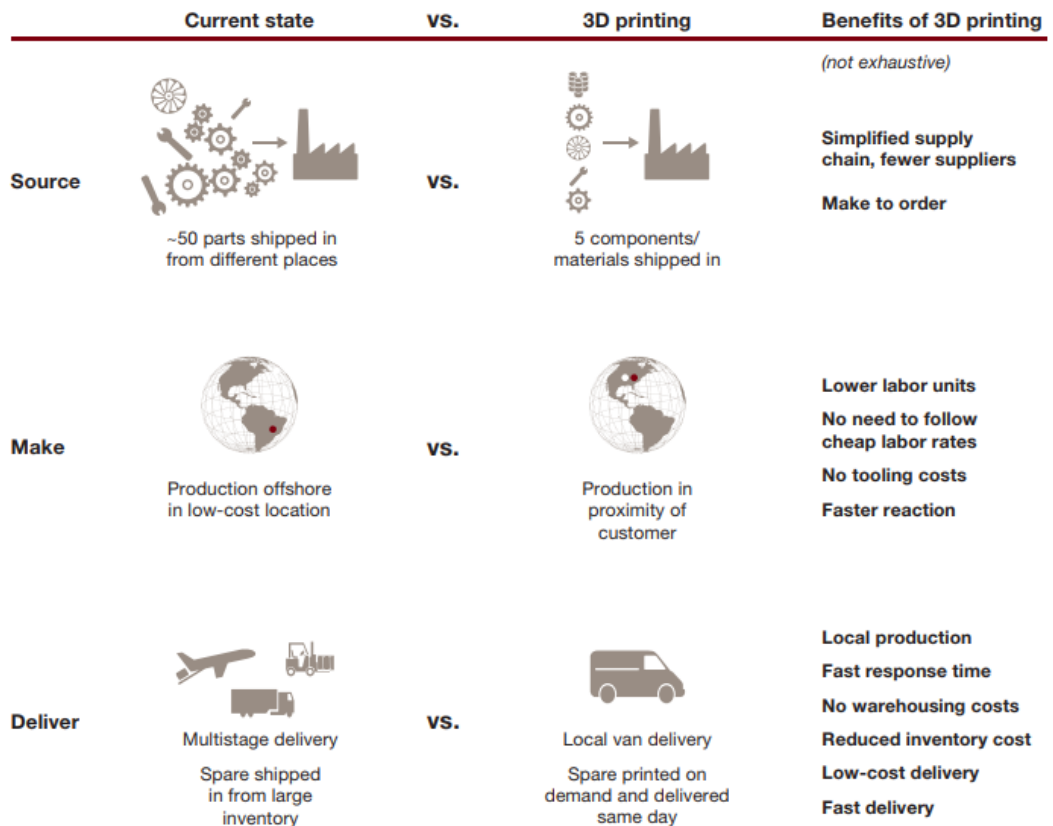 Current state vs. 3D printing Benefits of 3D printing
(not exhaustive)
Source
~50 parts shipped in
from different places
vs.
5 components/
materials shipped in
Simplified supply
chain, fewer suppliers
Make to order
Make
Production offshore
in low-cost location
vs.
Production in
proximity of
customer
Lower labor units
No need to follow
cheap labor rates
No tooling costs
Faster reaction
Deliver
Multistage delivery
Spare shipped
in from large
inventory
vs.
Local van delivery
Spare printed on
demand and delivered
same day
Local production
Fast response time
No warehousing costs
Reduced inventory cost
Low-cost delivery
Fast delivery